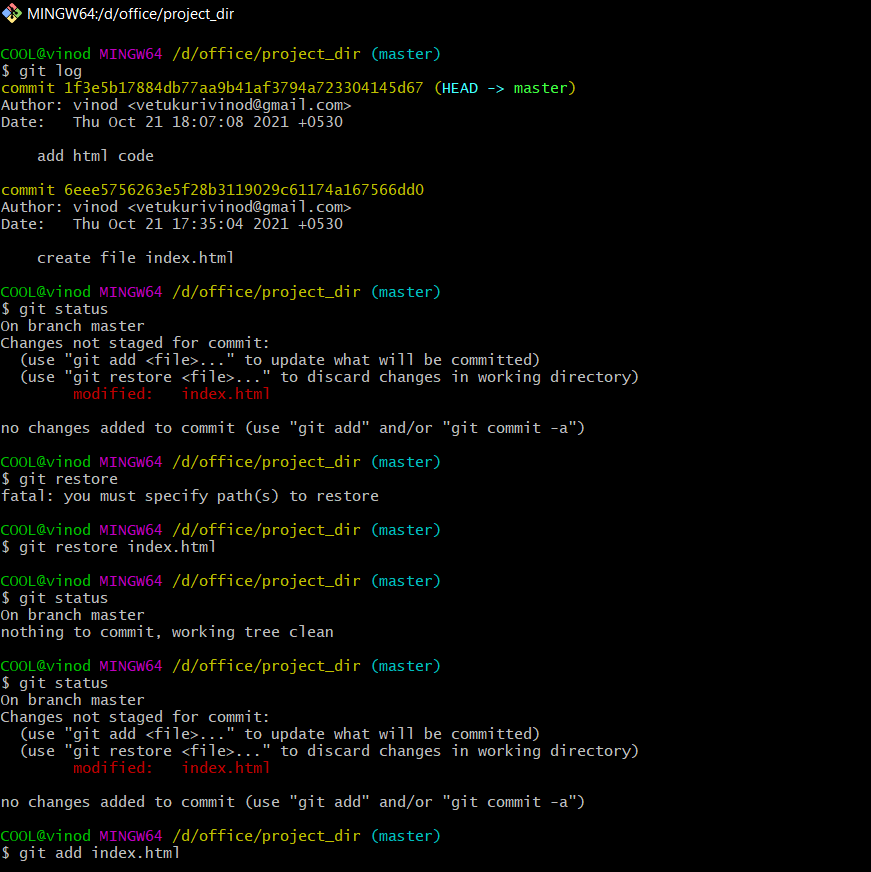 MINGW64:/d/office/project_dir
COOL@vinod MINGW64 /d/office/project_dir (master)
$ git log
commit 1f3e5b17884db77aa9b41af3794a723304145d67 (HEAD -> master)
Author: vinod <vetukurivinod@gmail.com>
Date:   Thu Oct 21 18:07:08 2021 +0530
    add html code
commit 6eee5756263e5f28b3119029c61174a167566dd0
Author: vinod <vetukurivinod@gmail.com>
Date:   Thu Oct 21 17:35:04 2021 +0530
    create file index.html
COOL@vinod MINGW64 /d/office/project_dir (master)
$ git status
On branch master
Changes not staged for commit:
  (use "git add <file>..." to update what will be committed)
  (use "git restore <file>..." to discard changes in working directory)
        modified:   index.html
no changes added to commit (use "git add" and/or "git commit -a")
COOL@vinod MINGW64 /d/office/project_dir (master)
$ git restore
fatal: you must specify path(s) to restore
COOL@vinod MINGW64 /d/office/project_dir (master)
$ git restore index.html
COOL@vinod MINGW64 /d/office/project_dir (master)
$ git status
On branch master
nothing to commit, working tree clean
COOL@vinod MINGW64 /d/office/project_dir (master)
$ git status
On branch master
Changes not staged for commit:
  (use "git add <file>..." to update what will be committed)
  (use "git restore <file>..." to discard changes in working directory)
        modified:   index.html
no changes added to commit (use "git add" and/or "git commit -a")
COOL@vinod MINGW64 /d/office/project_dir (master)
$ git add index.html